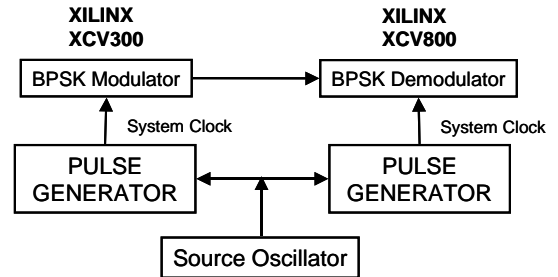 XILINX
XCV300
XILINX
XCV800
BPSK Modulator
BPSK Demodulator
System Clock
System Clock
PULSE
GENERATOR
PULSE
GENERATOR
Source Oscillator